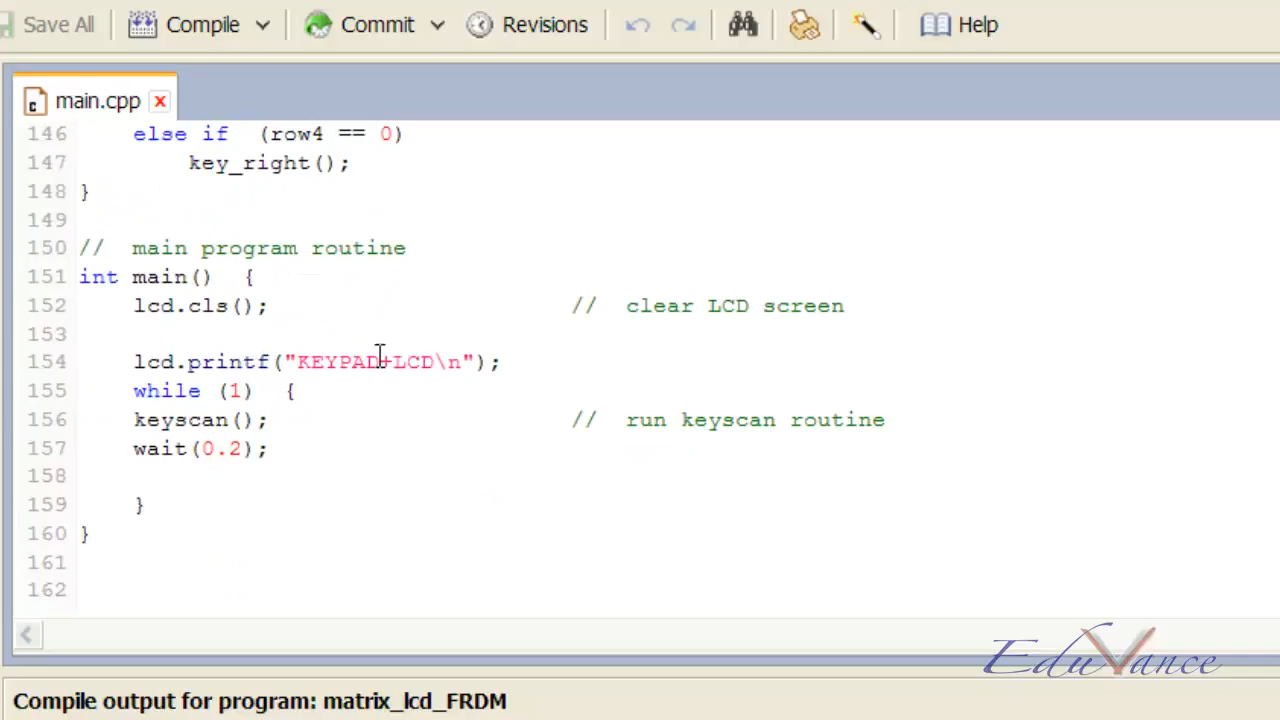 Save All Compile Commit Revisions Help
main.cpp
146 else if (row4 == 0)
147 key_right();
148 }
149
150 // main program routine
151 int main() {
152 lcd.cls(); // clear LCD screen
153
154 lcd.printf("KEYPAD+LCD\n");
155 while (1) {
156 keyscan(); // run keyscan routine
157 wait(0.2);
158
159 }
160 }
161
162
EduVance
Compile output for program: matrix_lcd_FRDM